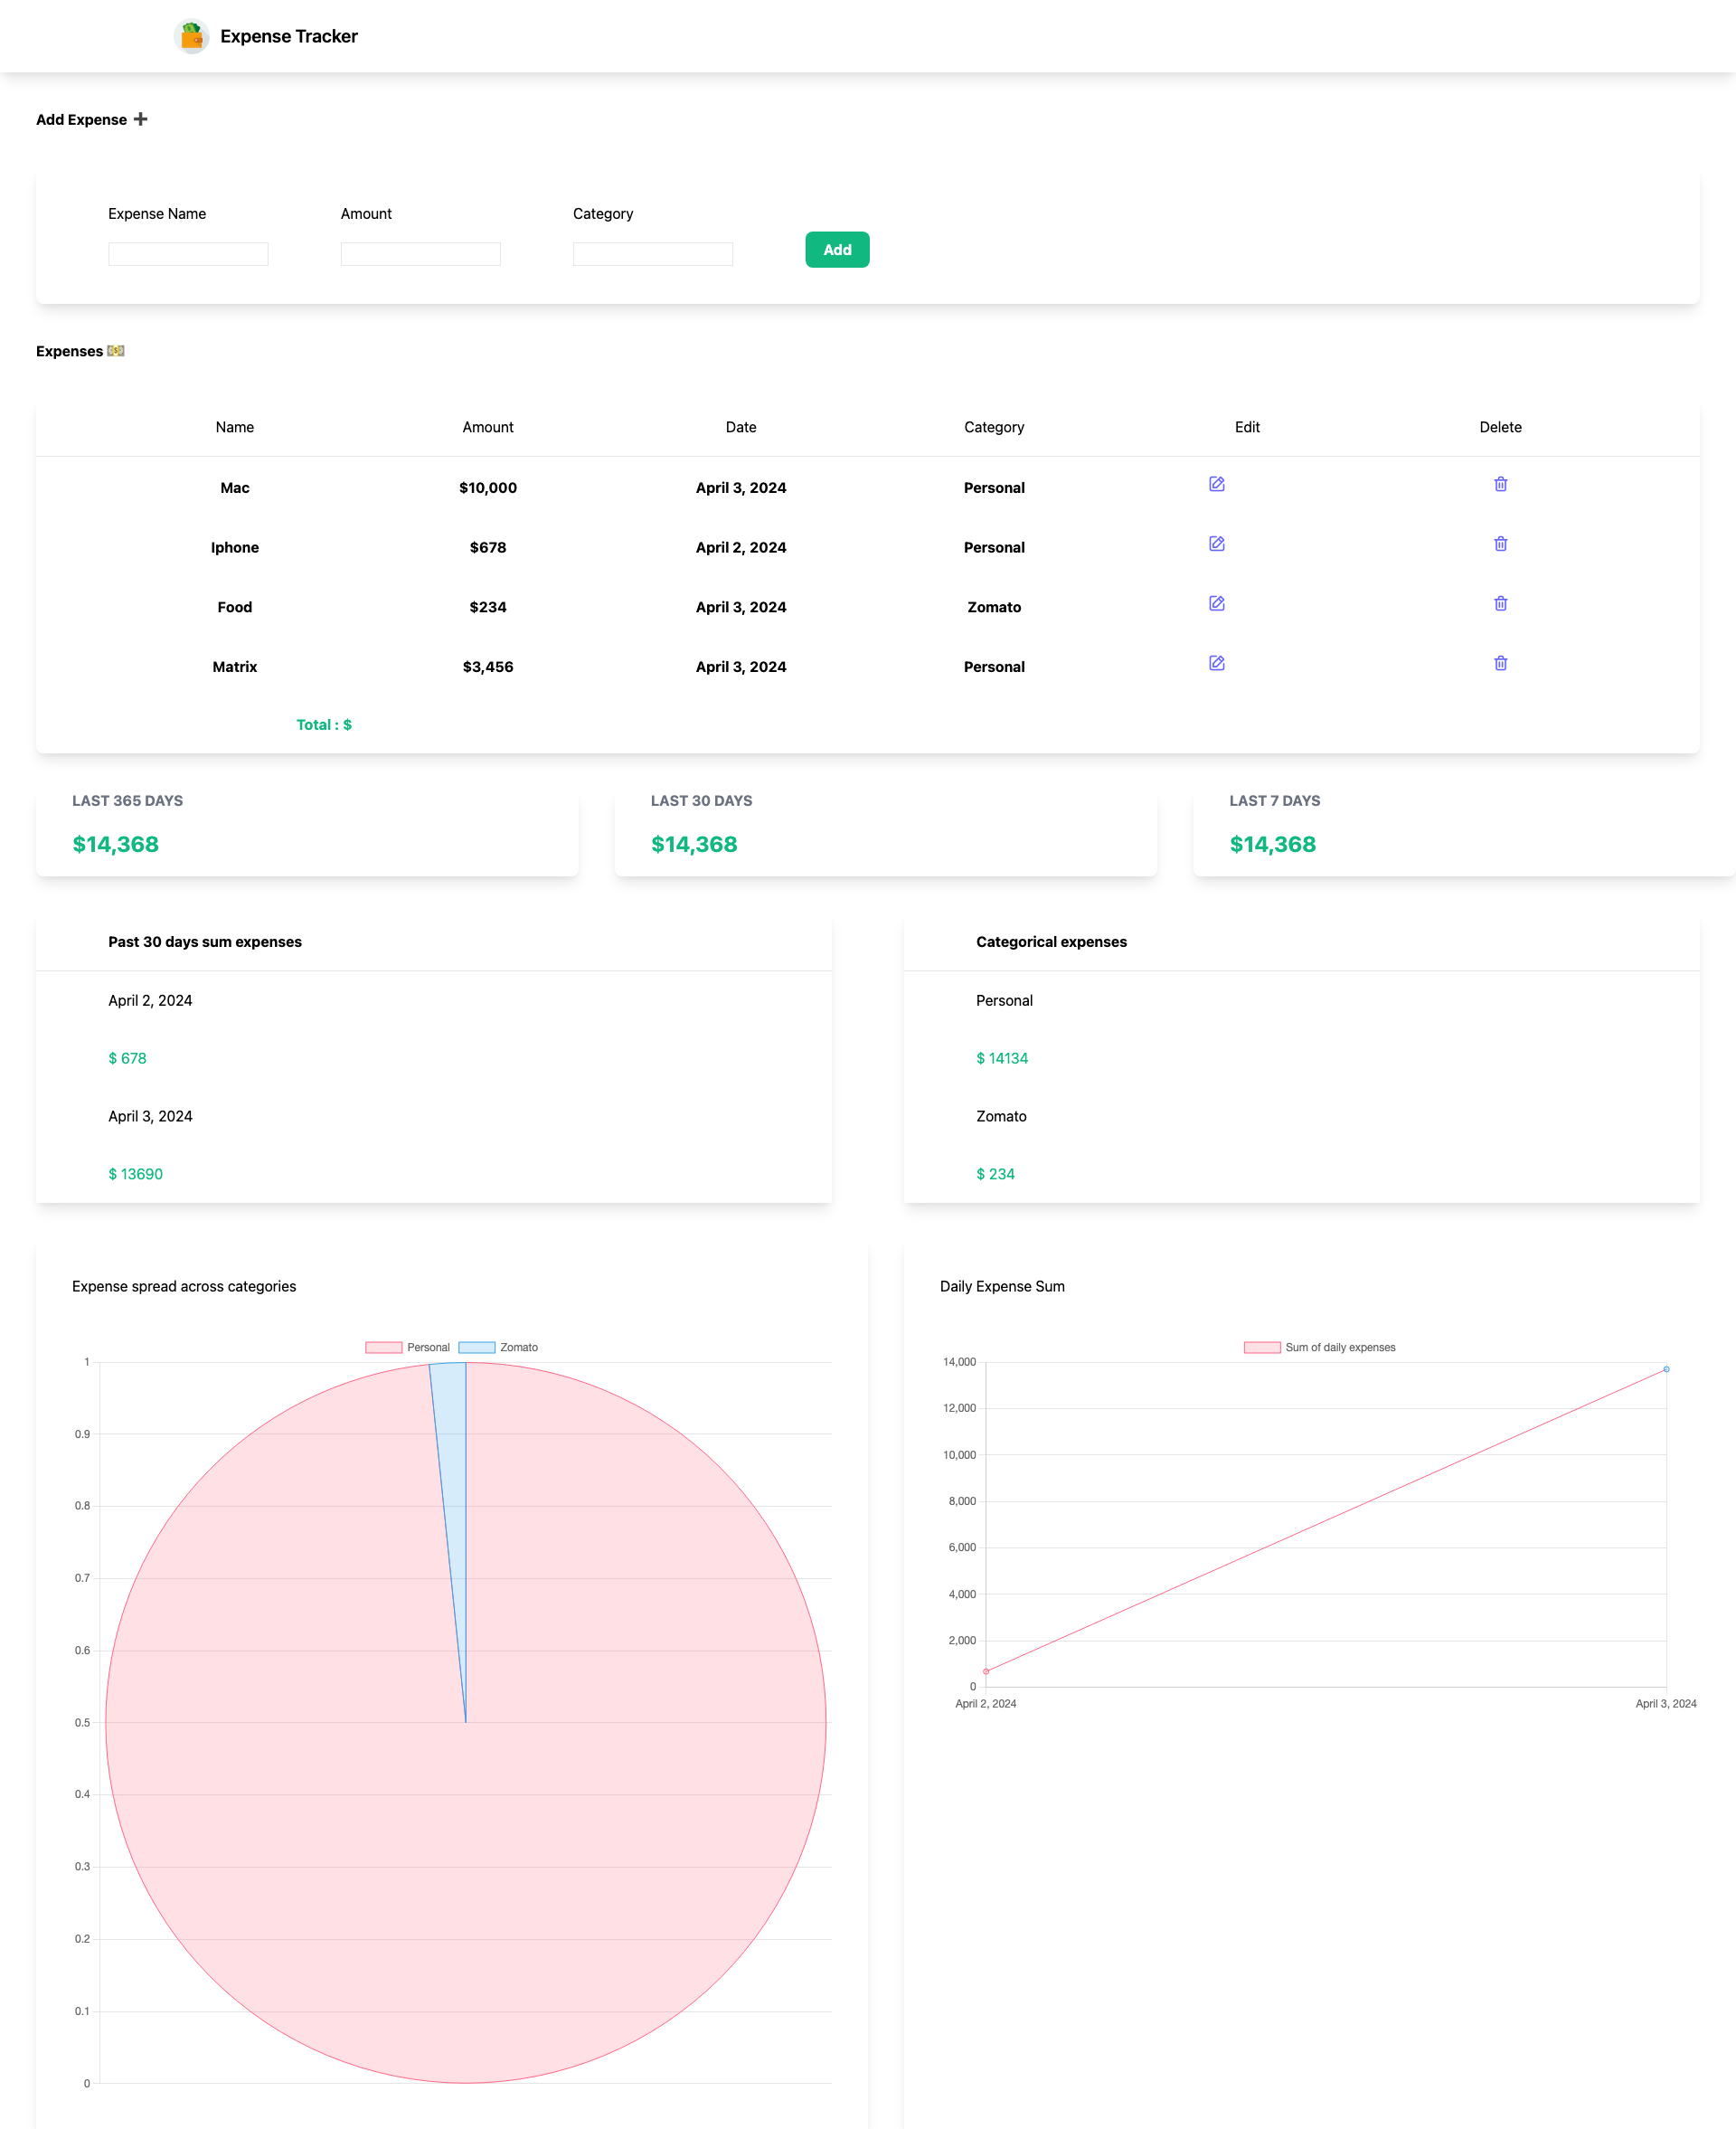 Expense Tracker
Add Expense ➕
Expense Name Amount Category
Add
Expenses 💵
Name Amount Date Category Edit Delete
Mac $10,000 April 3, 2024 Personal
Iphone $678 April 2, 2024 Personal
Food $234 April 3, 2024 Zomato
Matrix $3,456 April 3, 2024 Personal
Total : $
LAST 365 DAYS
$14,368
LAST 30 DAYS
$14,368
LAST 7 DAYS
$14,368
Past 30 days sum expenses
April 2, 2024
$ 678
April 3, 2024
$ 13690
Categorical expenses
Personal
$ 14134
Zomato
$ 234
Expense spread across categories
Personal Zomato
1
0.9
0.8
0.7
0.6
0.5
0.4
0.3
0.2
0.1
0
Daily Expense Sum
Sum of daily expenses
14,000
12,000
10,000
8,000
6,000
4,000
2,000
0
April 2, 2024 April 3, 2024